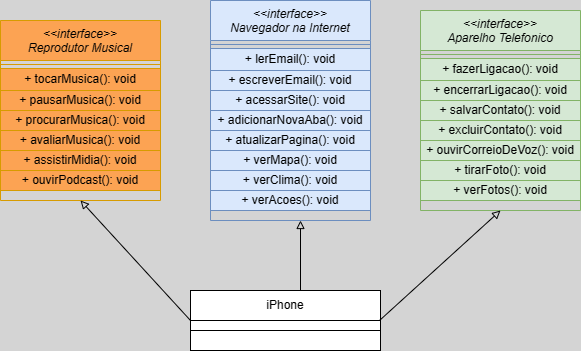 <<interface>>
Reprodutor Musical
+ tocarMusica(): void
+ pausarMusica(): void
+ procurarMusica(): void
+ avaliarMusica(): void
+ assistirMidia(): void
+ ouvirPodcast(): void
<<interface>>
Navegador na Internet
+ lerEmail(): void
+ escreverEmail(): void
+ acessarSite(): void
+ adicionarNovaAba(): void
+ atualizarPagina(): void
+ verMapa(): void
+ verClima(): void
+ verAcoes(): void
<<interface>>
Aparelho Telefonico
+ fazerLigacao(): void
+ encerrarLigacao(): void
+ salvarContato(): void
+ excluirContato(): void
+ ouvirCorreioDeVoz(): void
+ tirarFoto(): void
+ verFotos(): void
iPhone